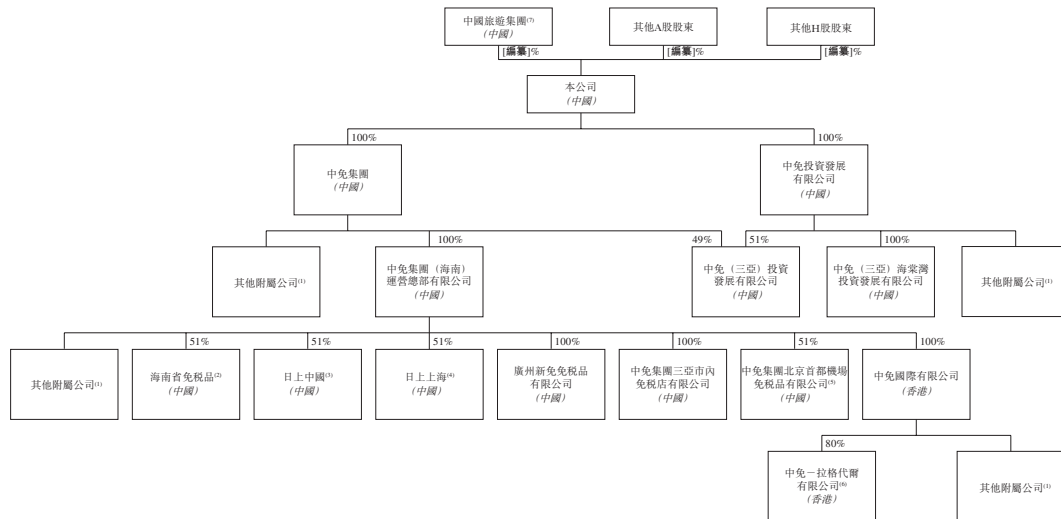 中國旅遊集團⁽⁷⁾
(中國)
其他A股股東
其他H股股東
[編纂]%
[編纂]%
[編纂]%
本公司
(中國)
100%
100%
中免集團
(中國)
中免投資發展
有限公司
(中國)
100%
49%
51%
100%
其他附屬公司⁽¹⁾
中免集團（海南）
運營總部有限公司
(中國)
中免（三亞）投資
發展有限公司
(中國)
中免（三亞）海棠灣
投資發展有限公司
(中國)
其他附屬公司⁽¹⁾
51%
51%
51%
100%
100%
51%
100%
其他附屬公司⁽¹⁾
海南省免税品⁽²⁾
(中國)
日上中國⁽³⁾
(中國)
日上上海⁽⁴⁾
(中國)
廣州新免免税品
有限公司
(中國)
中免集團三亞市內
免税店有限公司
(中國)
中免集團北京首都機場
免税品有限公司⁽⁵⁾
(中國)
中免國際有限公司
(香港)
80%
中免－拉格代爾
有限公司⁽⁶⁾
(香港)
其他附屬公司⁽¹⁾